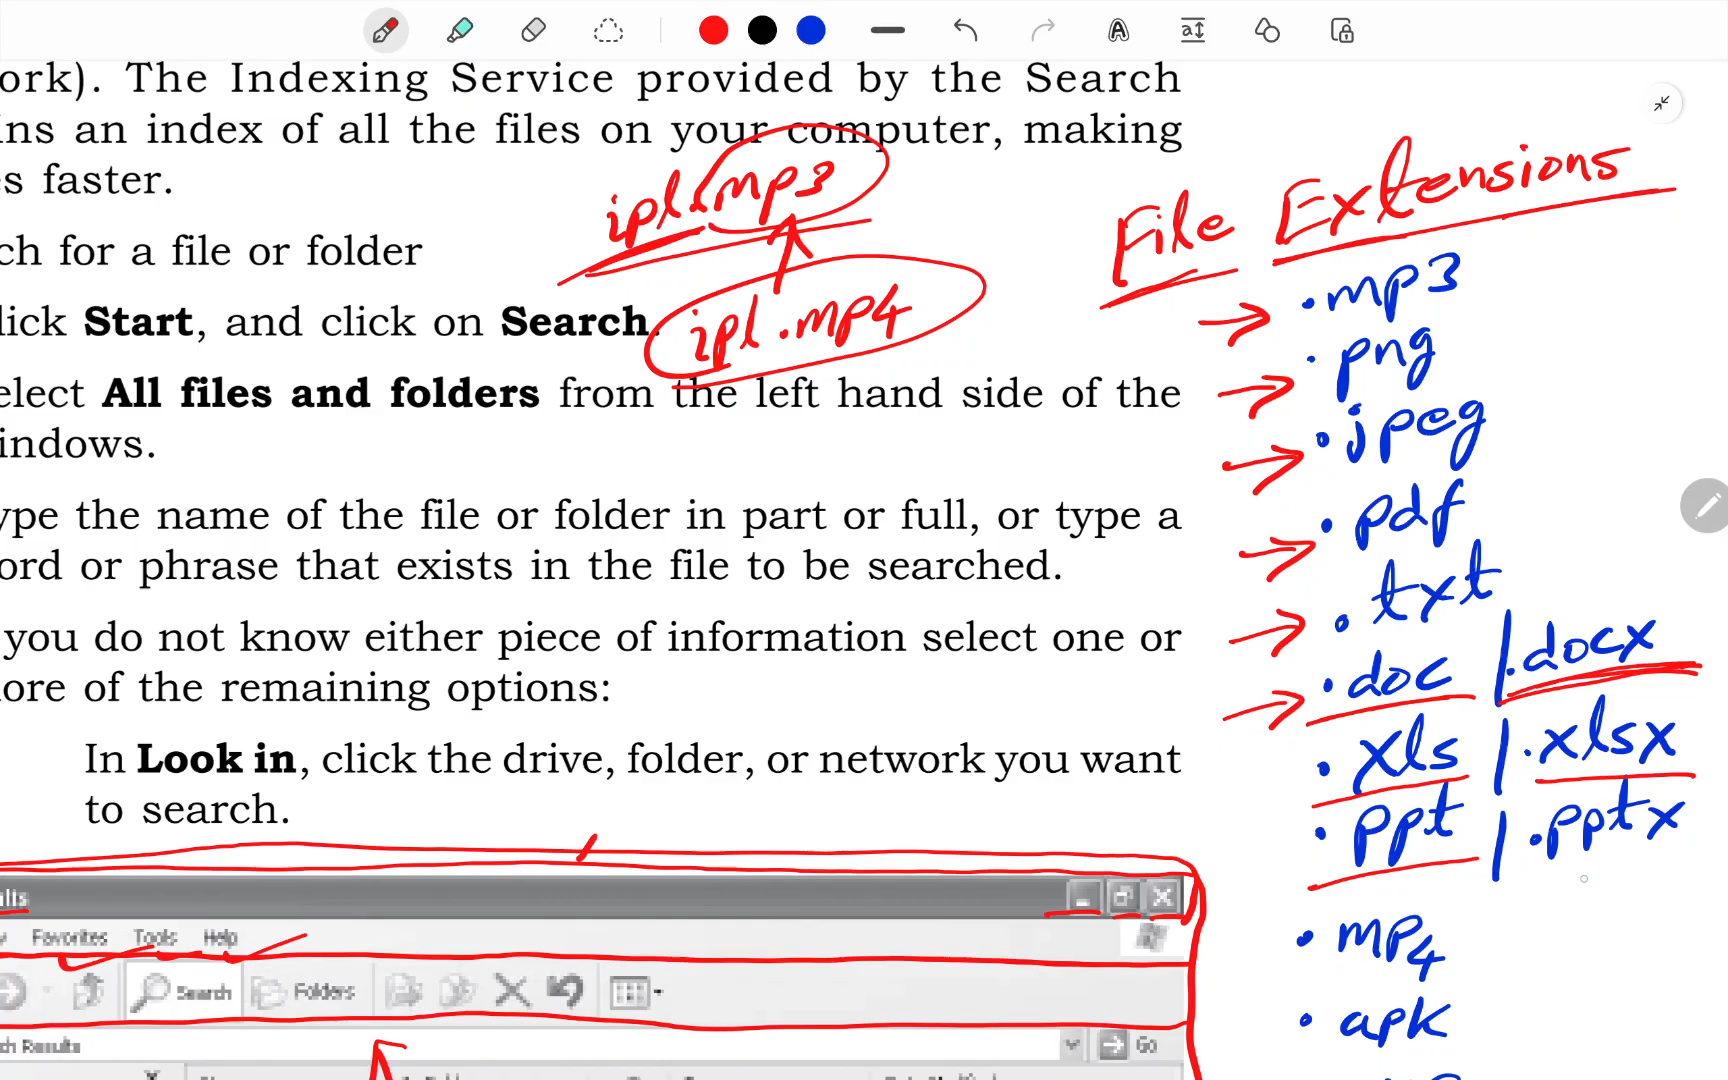 ork). The Indexing Service provided by the Search
ins an index of all the files on your computer, making
es faster.
ipl.mp3
ch for a file or folder
lick Start, and click on Search.
ipl.mp4
elect All files and folders from the left hand side of the
indows.
ype the name of the file or folder in part or full, or type a
ord or phrase that exists in the file to be searched.
you do not know either piece of information select one or
ore of the remaining options:
In Look in, click the drive, folder, or network you want
to search.
Favorites Tools Help
Search Folders
ch Results
Go
File Extensions
.mp3
.png
.jpeg
.pdf
.txt
.doc | .docx
.xls | .xlsx
.ppt | .pptx
.mp4
.apk